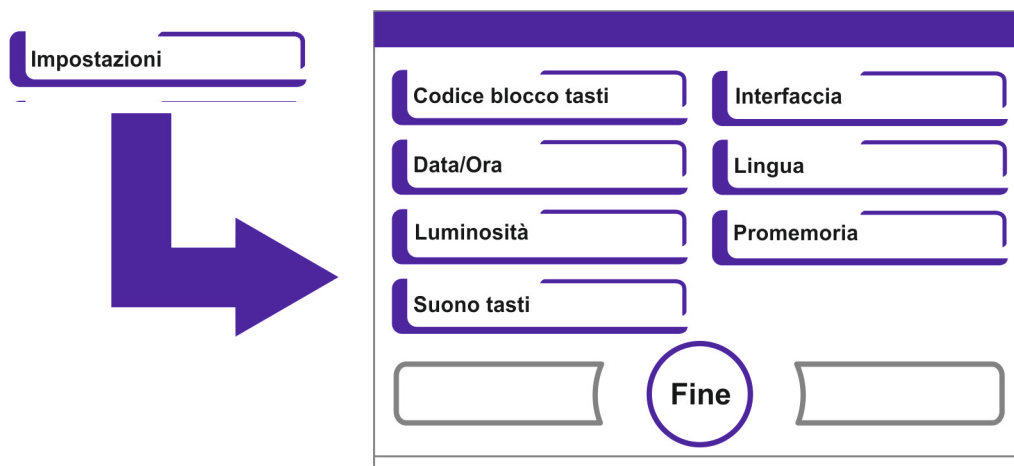 Impostazioni
Codice blocco tasti
Interfaccia
Data/Ora
Lingua
Luminosità
Promemoria
Suono tasti
Fine